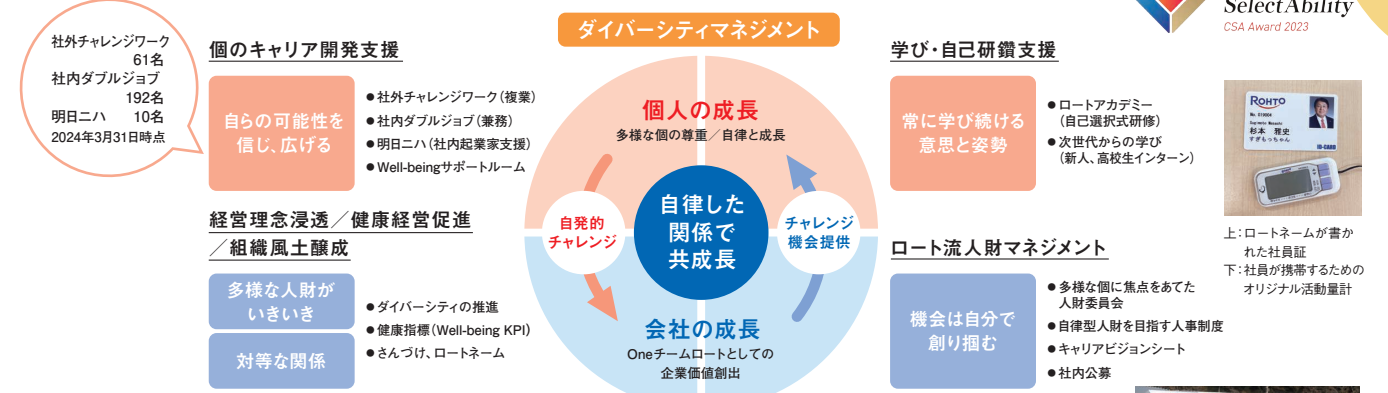 社外チャレンジワーク
61名
社内ダブルジョブ
192名
明日ニハ 10名
2024年3月31日時点
個のキャリア開発支援
自らの可能性を
信じ、広げる
●社外チャレンジワーク（複業）
●社内ダブルジョブ（兼務）
●明日ニハ（社内起業家支援）
●Well-beingサポートルーム
経営理念浸透／健康経営促進
／組織風土醸成
多様な人財が
いきいき
対等な関係
●ダイバーシティの推進
●健康指標（Well-being KPI）
●さんづけ、ロートネーム
ダイバーシティマネジメント
個人の成長
多様な個の尊重／自律と成長
自発的
チャレンジ
自律した
関係で
共成長
チャレンジ
機会提供
会社の成長
Oneチームロートとしての
企業価値創出
学び・自己研鑽支援
常に学び続ける
意思と姿勢
●ロートアカデミー
（自己選択式研修）
●次世代からの学び
（新人、高校生インターン）
ロート流人財マネジメント
機会は自分で
創り掴む
●多様な個に焦点をあてた
人財委員会
●自律型人財を目指す人事制度
●キャリアビジョンシート
●社内公募
SelectAbility
CSA Award 2023
ROHTO
杉本 雅史
すぎもっちゃん
ID-CARD
上：ロートネームが書か
れた社員証
下：社員が携帯するための
オリジナル活動量計